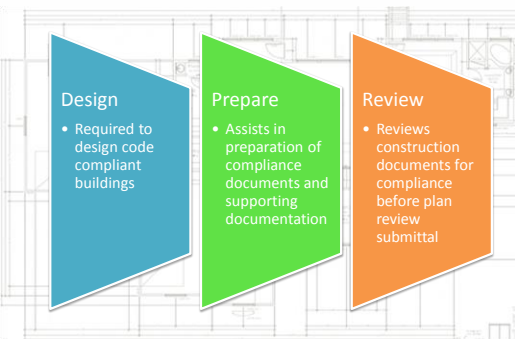 Design
• Required to
design code
compliant
buildings
Prepare
• Assists in
preparation of
compliance
documents and
supporting
documentation
Review
• Reviews
construction
documents for
compliance
before plan
review
submittal